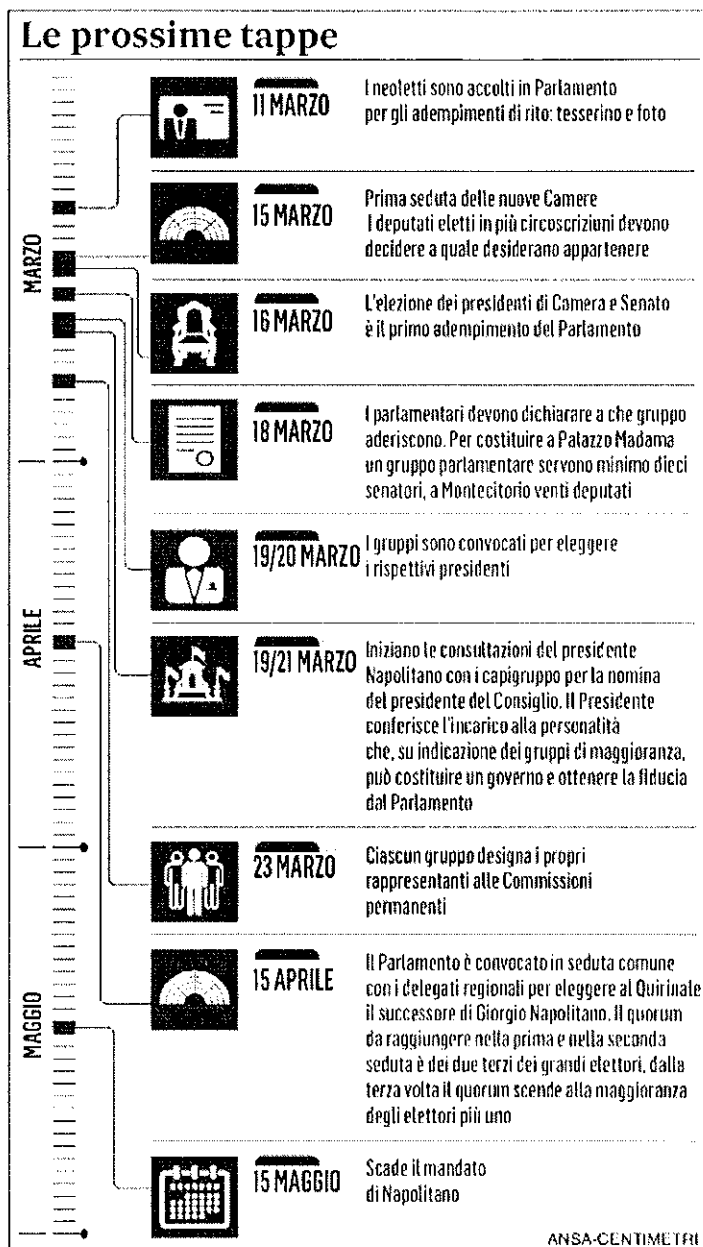 Le prossime tappe
MARZO
APRILE
MAGGIO
11 MARZO
I neoletti sono accolti in Parlamento
per gli adempimenti di rito: tesserino e foto
15 MARZO
Prima seduta delle nuove Camere
I deputati eletti in più circoscrizioni devono
decidere a quale desiderano appartenere
16 MARZO
L'elezione dei presidenti di Camera e Senato
è il primo adempimento del Parlamento
18 MARZO
I parlamentari devono dichiarare a che gruppo
aderiscono. Per costituire a Palazzo Madama
un gruppo parlamentare servono minimo dieci
senatori, a Montecitorio venti deputati
19/20 MARZO
I gruppi sono convocati per eleggere
i rispettivi presidenti
19/21 MARZO
Iniziano le consultazioni del presidente
Napolitano con i capigruppo per la nomina
del presidente del Consiglio. Il Presidente
conferisce l'incarico alla personalità
che, su indicazione dei gruppi di maggioranza,
può costituire un governo e ottenere la fiducia
dal Parlamento
23 MARZO
Ciascun gruppo designa i propri
rappresentanti alle Commissioni
permanenti
15 APRILE
Il Parlamento è convocato in seduta comune
con i delegati regionali per eleggere al Quirinale
il successore di Giorgio Napolitano. Il quorum
da raggiungere nella prima e nella seconda
seduta è dei due terzi dei grandi elettori, dalla
terza volta il quorum scende alla maggioranza
degli elettori più uno
15 MAGGIO
Scade il mandato
di Napolitano
ANSA-CENTIMETRI